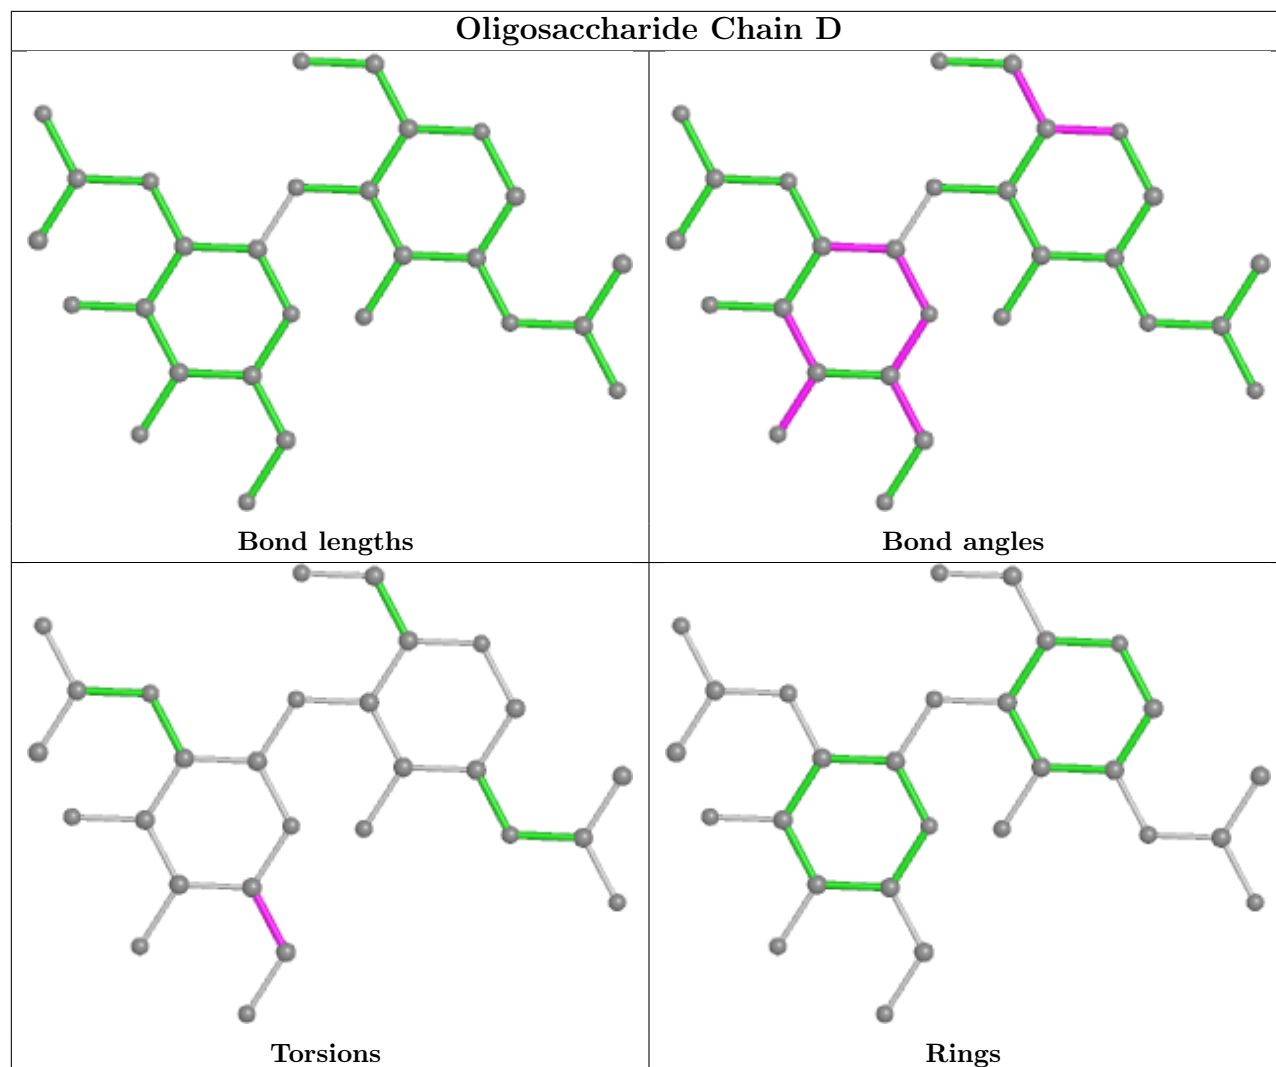 Oligosaccharide Chain D
Bond lengths
Bond angles
Torsions
Rings